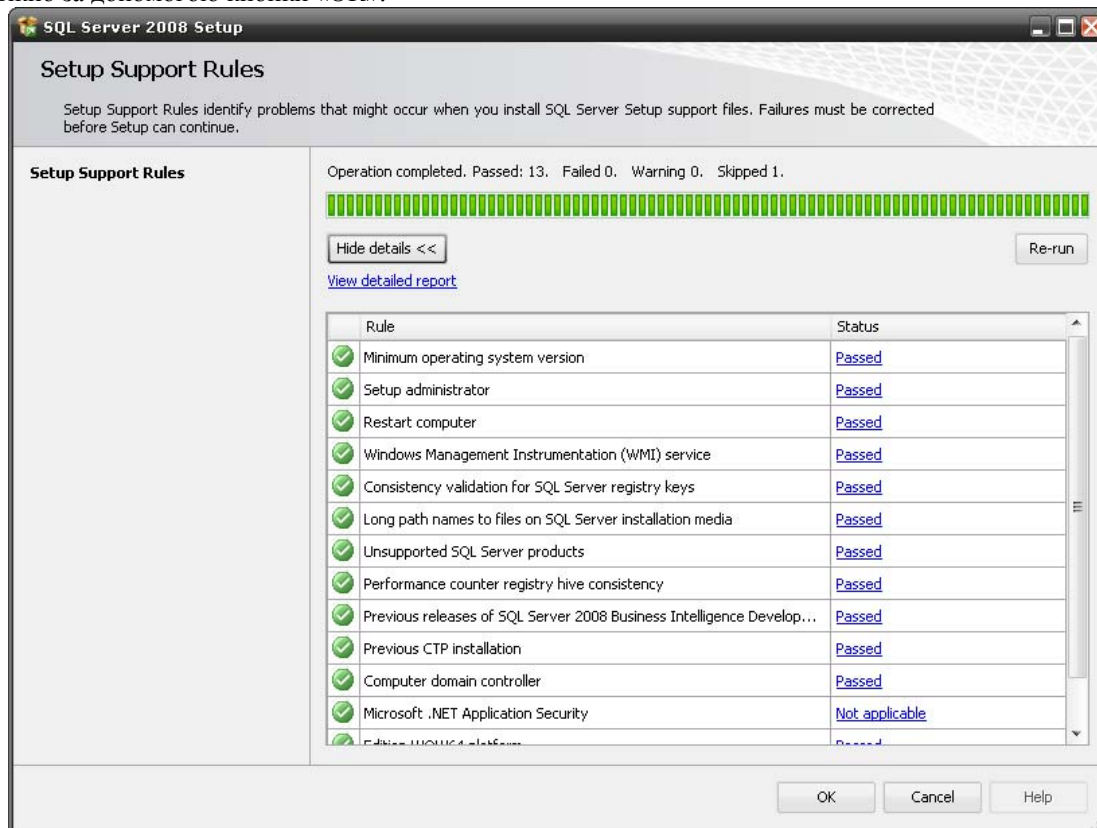 SQL Server 2008 Setup
Setup Support Rules
Setup Support Rules identify problems that might occur when you install SQL Server Setup support files. Failures must be corrected
before Setup can continue.
Setup Support Rules
Operation completed. Passed: 13. Failed 0. Warning 0. Skipped 1.
Hide details <<
Re-run
View detailed report
Rule Status
Minimum operating system version Passed
Setup administrator Passed
Restart computer Passed
Windows Management Instrumentation (WMI) service Passed
Consistency validation for SQL Server registry keys Passed
Long path names to files on SQL Server installation media Passed
Unsupported SQL Server products Passed
Performance counter registry hive consistency Passed
Previous releases of SQL Server 2008 Business Intelligence Develop... Passed
Previous CTP installation Passed
Computer domain controller Passed
Microsoft .NET Application Security Not applicable
Edition WOW64 platform Passed
OK Cancel Help